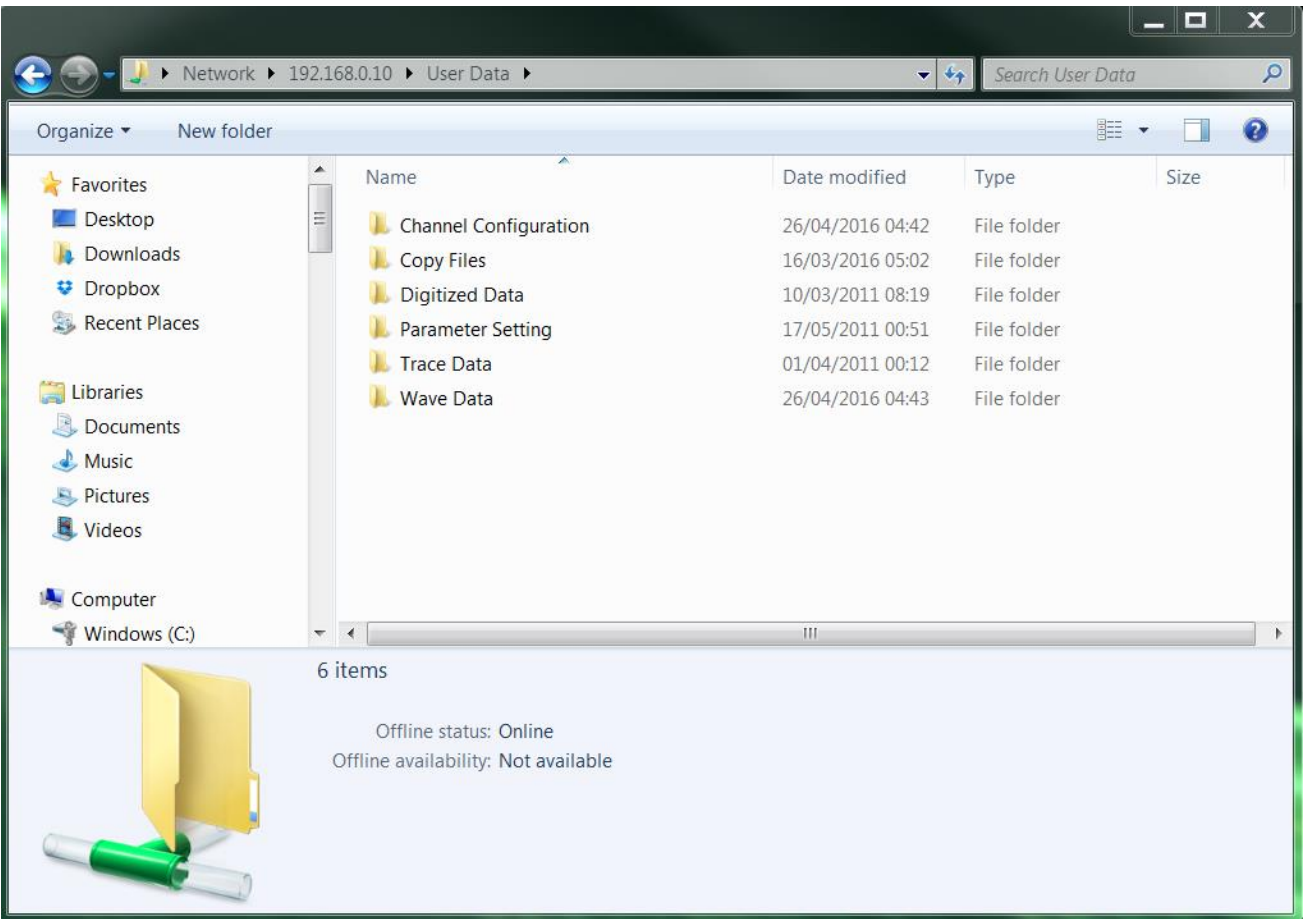 Network 192.168.0.10 User Data
Search User Data
Organize New folder
Favorites
Desktop
Downloads
Dropbox
Recent Places
Libraries
Documents
Music
Pictures
Videos
Computer
Windows (C:)
Name Date modified Type Size
Channel Configuration 26/04/2016 04:42 File folder
Copy Files 16/03/2016 05:02 File folder
Digitized Data 10/03/2011 08:19 File folder
Parameter Setting 17/05/2011 00:51 File folder
Trace Data 01/04/2011 00:12 File folder
Wave Data 26/04/2016 04:43 File folder
6 items
Offline status: Online
Offline availability: Not available